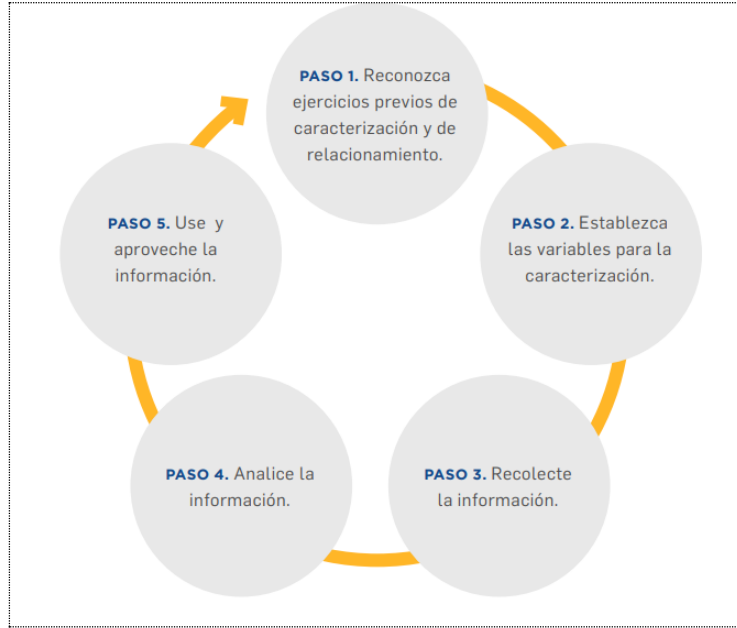 PASO 1. Reconozca
ejercicios previos de
caracterización y de
relacionamiento.
PASO 2. Establezca
las variables para la
caracterización.
PASO 3. Recolecte
la información.
PASO 4. Analice la
información.
PASO 5. Use y
aproveche la
información.